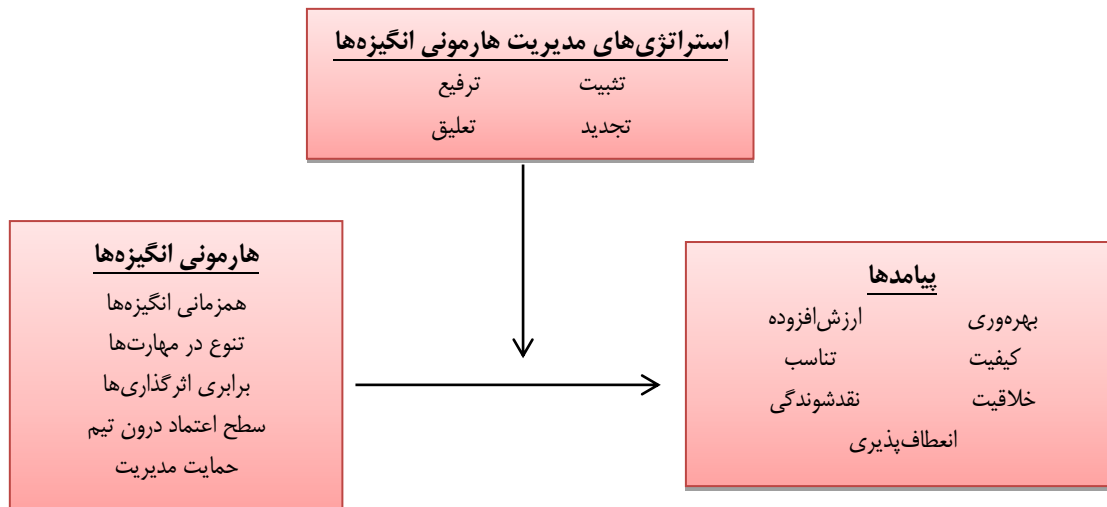 استراتژی‌های مدیریت هارمونی انگیزه‌ها
تثبیت ترفیع
تجدید تعلیق
هارمونی انگیزه‌ها
همزمانی انگیزه‌ها
تنوع در مهارت‌ها
برابری اثرگذاری‌ها
سطح اعتماد درون تیم
حمایت مدیریت
پیامدها
بهره‌وری ارزش‌افزوده
کیفیت تناسب
خلاقیت نقدشوندگی
انعطاف‌پذیری